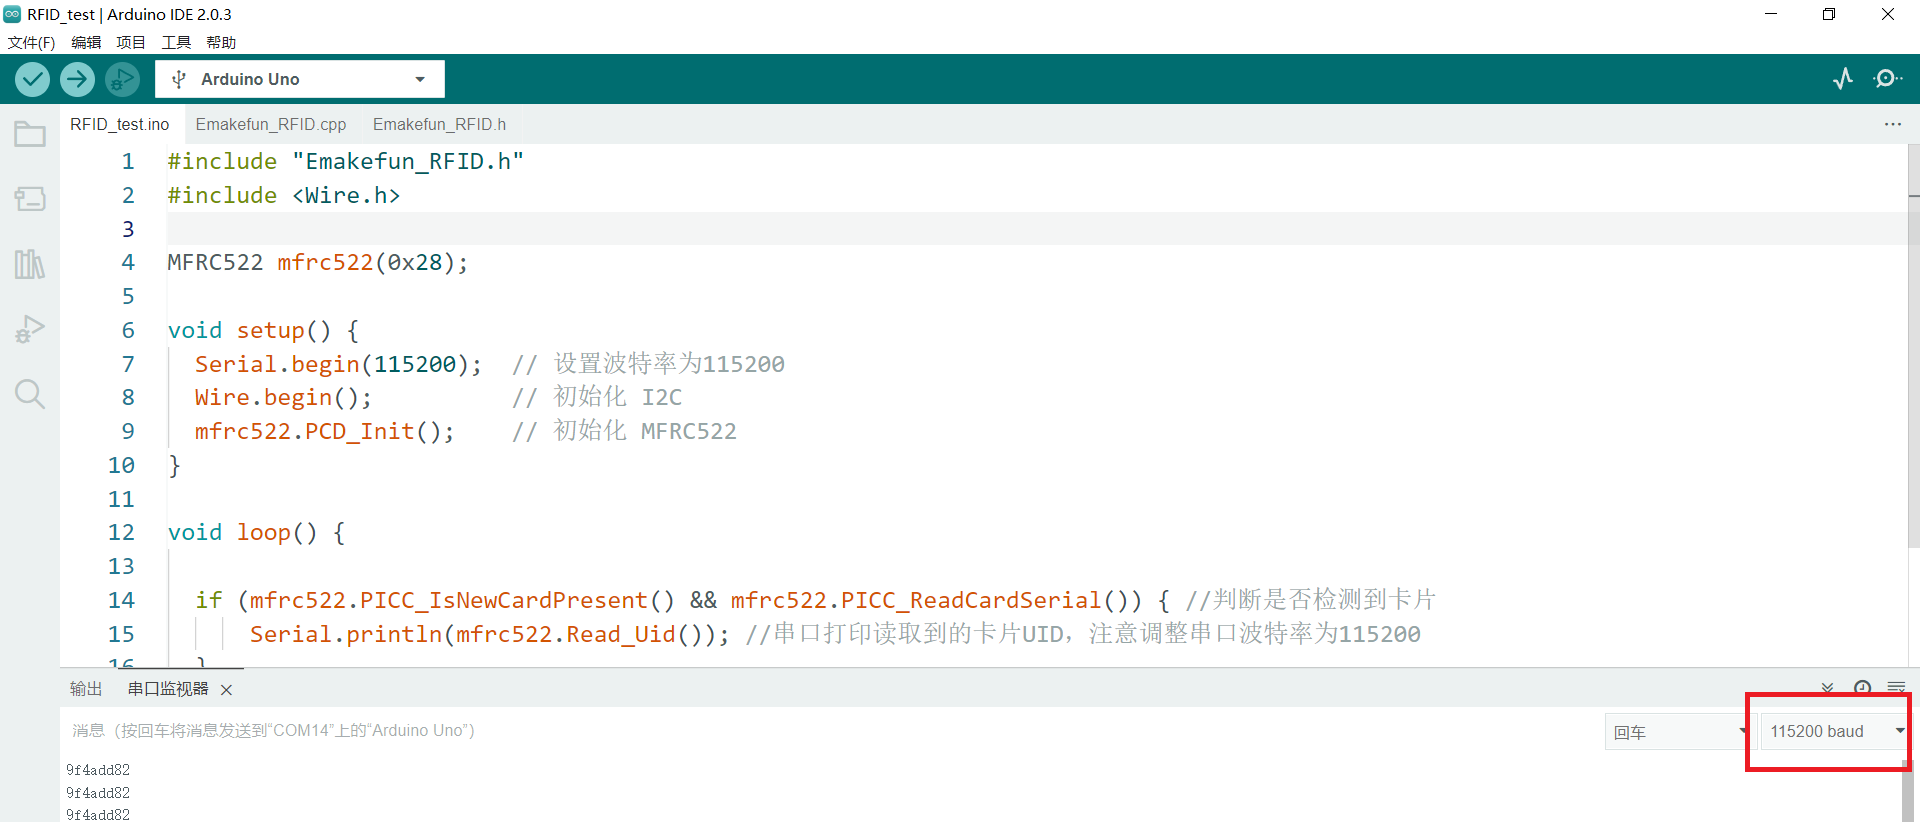 RFID_test | Arduino IDE 2.0.3
文件(F) 编辑 项目 工具 帮助
Arduino Uno
RFID_test.ino Emakefun_RFID.cpp Emakefun_RFID.h
1 #include "Emakefun_RFID.h"
2 #include <Wire.h>
3
4 MFRC522 mfrc522(0x28);
5
6 void setup() {
7 Serial.begin(115200); // 设置波特率为115200
8 Wire.begin(); // 初始化 I2C
9 mfrc522.PCD_Init(); // 初始化 MFRC522
10 }
11
12 void loop() {
13
14 if (mfrc522.PICC_IsNewCardPresent() && mfrc522.PICC_ReadCardSerial()) { //判断是否检测到卡片
15 Serial.println(mfrc522.Read_Uid()); //串口打印读取到的卡片UID，注意调整串口波特率为115200
16 }
输出 串口监视器
消息（按回车将消息发送到“COM14”上的“Arduino Uno”） 回车 115200 baud
9f4add82
9f4add82
9f4add82